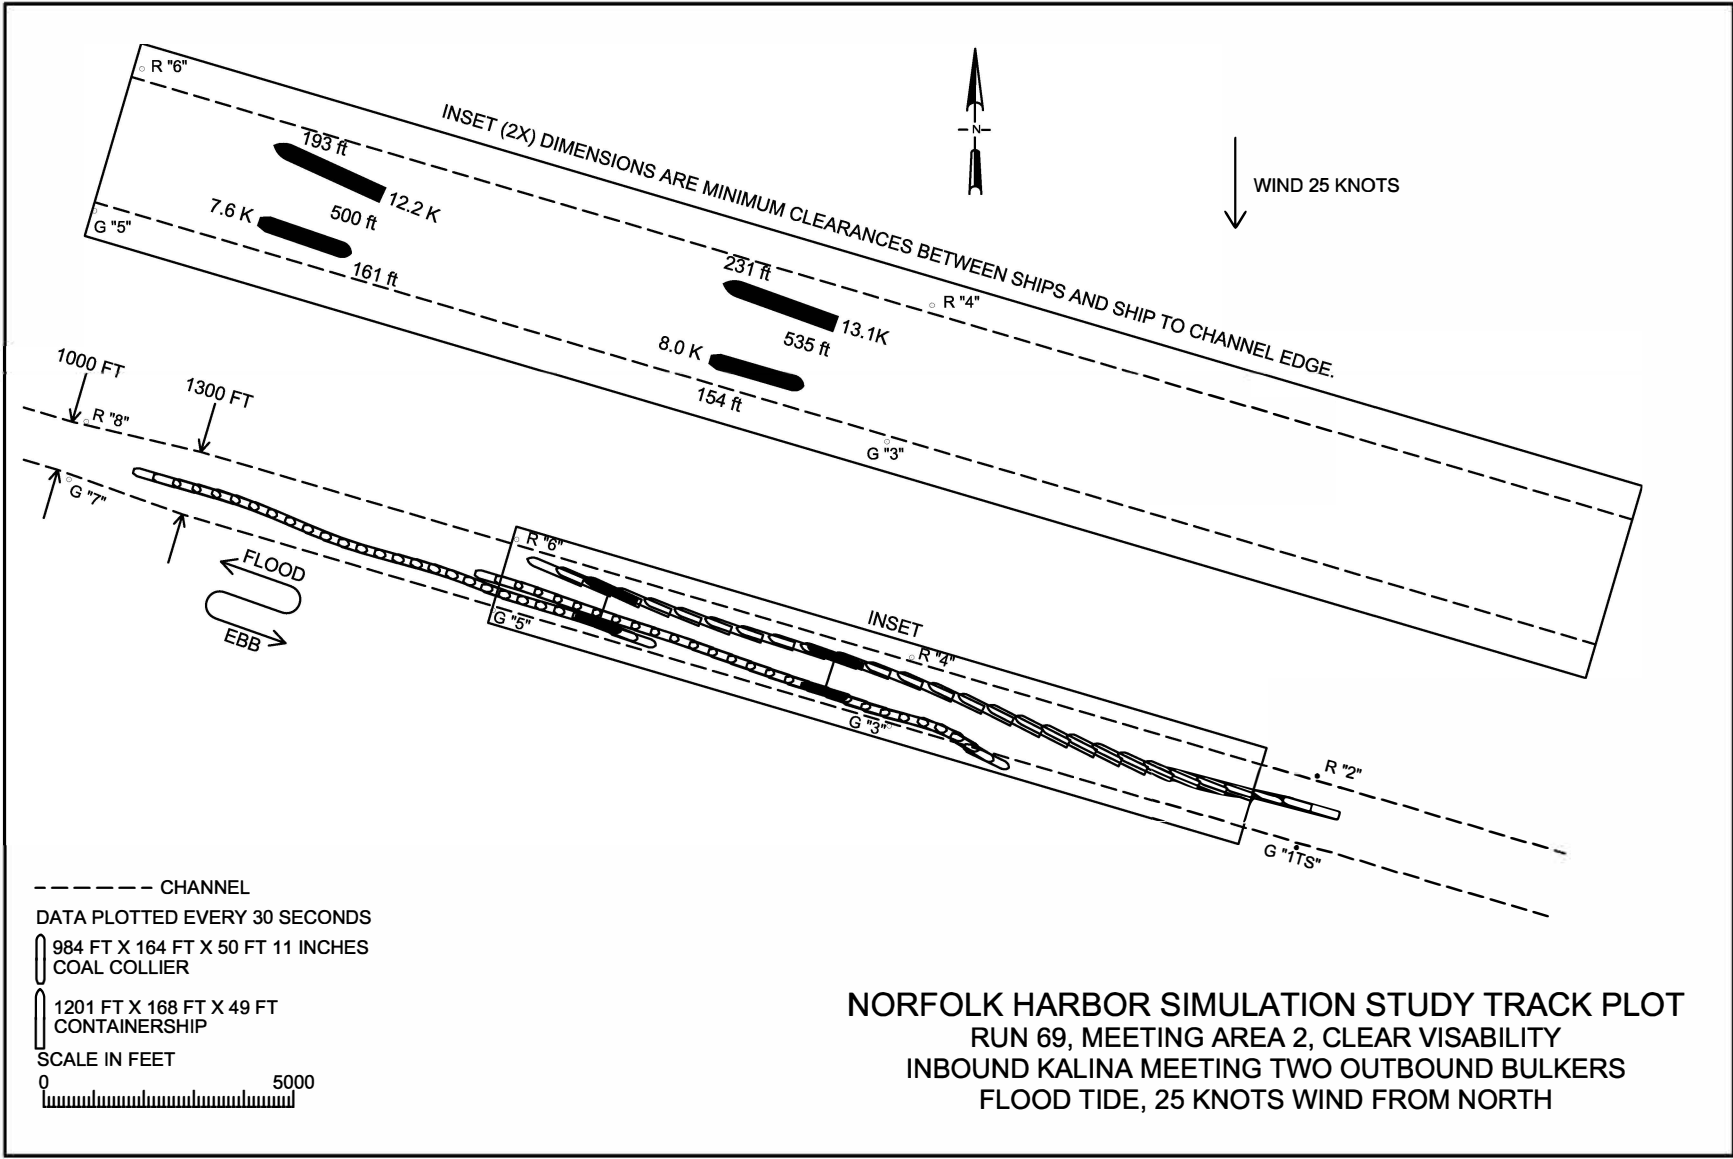 R "6"
INSET (2X) DIMENSIONS ARE MINIMUM CLEARANCES BETWEEN SHIPS AND SHIP TO CHANNEL EDGE.
N
WIND 25 KNOTS
193 ft
12.2 K
7.6 K
500 ft
G "5"
161 ft
231 ft
R "4"
13.1K
535 ft
8.0 K
154 ft
G "3"
1000 FT
1300 FT
R "8"
G "7"
FLOOD
EBB
R "6"
G "5"
INSET
R "4"
G "3"
R "2"
G "1TS"
CHANNEL
DATA PLOTTED EVERY 30 SECONDS
984 FT X 164 FT X 50 FT 11 INCHES
COAL COLLIER
1201 FT X 168 FT X 49 FT
CONTAINERSHIP
SCALE IN FEET
0 5000
NORFOLK HARBOR SIMULATION STUDY TRACK PLOT
RUN 69, MEETING AREA 2, CLEAR VISABILITY
INBOUND KALINA MEETING TWO OUTBOUND BULKERS
FLOOD TIDE, 25 KNOTS WIND FROM NORTH